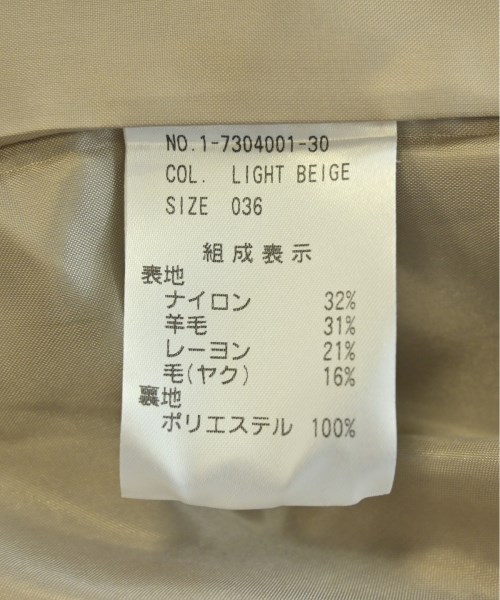 NO.1-7304001-30
COL. LIGHT BEIGE
SIZE 036
組成表示
表地
ナイロン 32%
羊毛 31%
レーヨン 21%
毛(ヤク) 16%
裏地
ポリエステル 100%